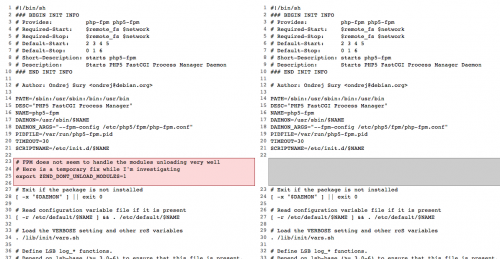 1 #!/bin/sh
2 ### BEGIN INIT INFO
3 # Provides: php-fpm php5-fpm
4 # Required-Start: $remote_fs $network
5 # Required-Stop: $remote_fs $network
6 # Default-Start: 2 3 4 5
7 # Default-Stop: 0 1 6
8 # Short-Description: starts php5-fpm
9 # Description: Starts PHP5 FastCGI Process Manager Daemon
10 ### END INIT INFO
11
12 # Author: Ondrej Sury <ondrej@debian.org>
13
14 PATH=/sbin:/usr/sbin:/bin:/usr/bin
15 DESC="PHP5 FastCGI Process Manager"
16 NAME=php5-fpm
17 DAEMON=/usr/sbin/$NAME
18 DAEMON_ARGS="--fpm-config /etc/php5/fpm/php-fpm.conf"
19 PIDFILE=/var/run/php5-fpm.pid
20 TIMEOUT=30
21 SCRIPTNAME=/etc/init.d/$NAME
22
23 # FPM does not seem to handle the modules unloading very well
24 # Here is a temporary fix while I'm investigating
25 export ZEND_DONT_UNLOAD_MODULES=1
26
27 # Exit if the package is not installed
28 [ -x "$DAEMON" ] || exit 0
29
30 # Read configuration variable file if it is present
31 [ -r /etc/default/$NAME ] && . /etc/default/$NAME
32
33 # Load the VERBOSE setting and other rcS variables
34 . /lib/init/vars.sh
35
36 # Define LSB log_* functions.
37 # Depend on lsb-base (>= 3.0-6) to ensure that this file is present
1 #!/bin/sh
2 ### BEGIN INIT INFO
3 # Provides: php-fpm php5-fpm
4 # Required-Start: $remote_fs $network
5 # Required-Stop: $remote_fs $network
6 # Default-Start: 2 3 4 5
7 # Default-Stop: 0 1 6
8 # Short-Description: starts php5-fpm
9 # Description: Starts PHP5 FastCGI Process Manager Daemon
10 ### END INIT INFO
11
12 # Author: Ondrej Sury <ondrej@debian.org>
13
14 PATH=/sbin:/usr/sbin:/bin:/usr/bin
15 DESC="PHP5 FastCGI Process Manager"
16 NAME=php5-fpm
17 DAEMON=/usr/sbin/$NAME
18 DAEMON_ARGS="--fpm-config /etc/php5/fpm/php-fpm.conf"
19 PIDFILE=/var/run/php5-fpm.pid
20 TIMEOUT=30
21 SCRIPTNAME=/etc/init.d/$NAME
22
# Exit if the package is not installed
[ -x "$DAEMON" ] || exit 0
# Read configuration variable file if it is present
[ -r /etc/default/$NAME ] && . /etc/default/$NAME
# Load the VERBOSE setting and other rcS variables
. /lib/init/vars.sh
# Define LSB log_* functions.
# Depend on lsb-base (>= 3.0-6) to ensure that this file is present